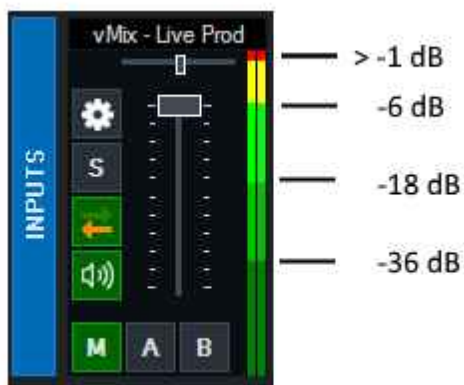 vMix - Live Prod
> -1 dB
-6 dB
INPUTS
S
-18 dB
-36 dB
M A B